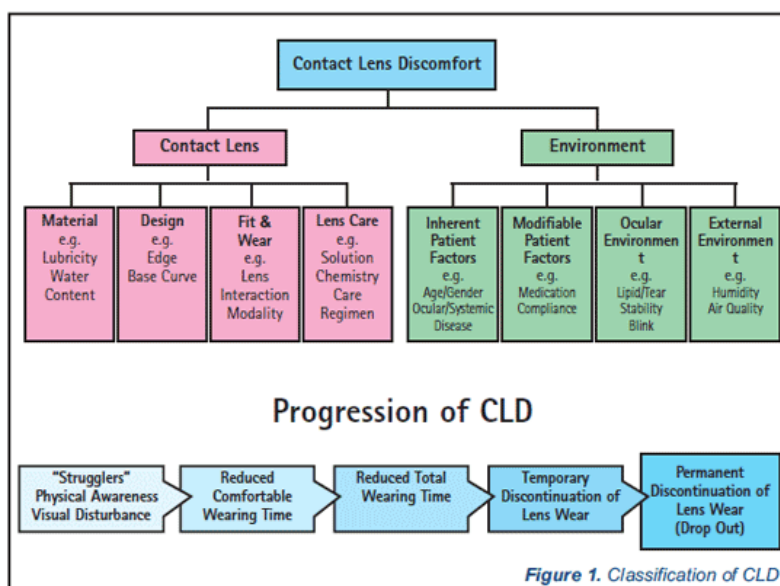 Contact Lens Discomfort
Contact Lens
Environment
Material
e.g.
Lubricity
Water
Content
Design
e.g.
Edge
Base Curve
Fit &
Wear
e.g.
Lens
Interaction
Modality
Lens Care
e.g.
Solution
Chemistry
Care
Regimen
Inherent
Patient
Factors
e.g.
Age/Gender
Ocular/Systemic
Disease
Modifiable
Patient
Factors
e.g.
Medication
Compliance
Ocular
Environmen
t
e.g.
Lipid/Tear
Stability
Blink
External
Environmen
t
e.g.
Humidity
Air Quality
Progression of CLD
"Strugglers"
Physical Awareness
Visual Disturbance
Reduced
Comfortable
Wearing Time
Reduced Total
Wearing Time
Temporary
Discontinuation of
Lens Wear
Permanent
Discontinuation of
Lens Wear
(Drop Out)
Figure 1. Classification of CLD